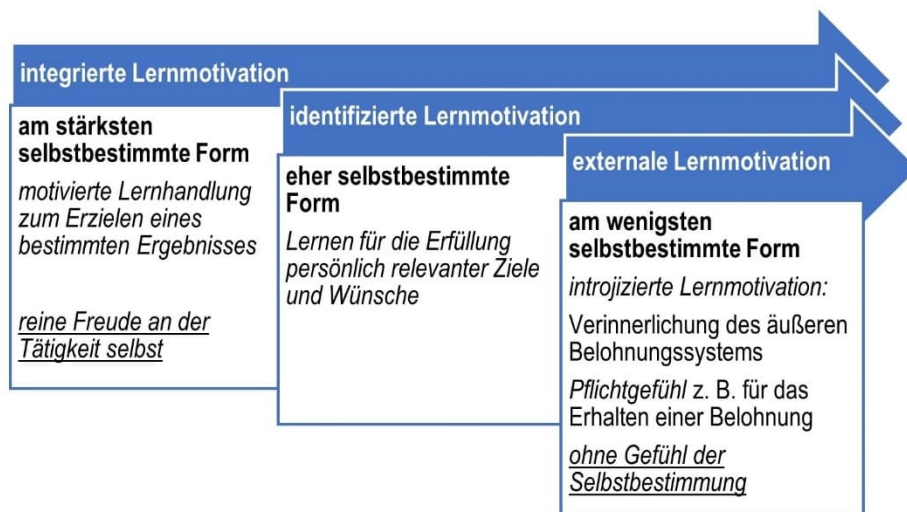 integrierte Lernmotivation
am stärksten
selbstbestimmte Form
motivierte Lernhandlung
zum Erzielen eines
bestimmten Ergebnisses
reine Freude an der
Tätigkeit selbst
identifizierte Lernmotivation
eher selbstbestimmte
Form
Lernen für die Erfüllung
persönlich relevanter Ziele
und Wünsche
externale Lernmotivation
am wenigsten
selbstbestimmte Form
introjizierte Lernmotivation:
Verinnerlichung des äußeren
Belohnungssystems
Pflichtgefühl z. B. für das
Erhalten einer Belohnung
ohne Gefühl der
Selbstbestimmung